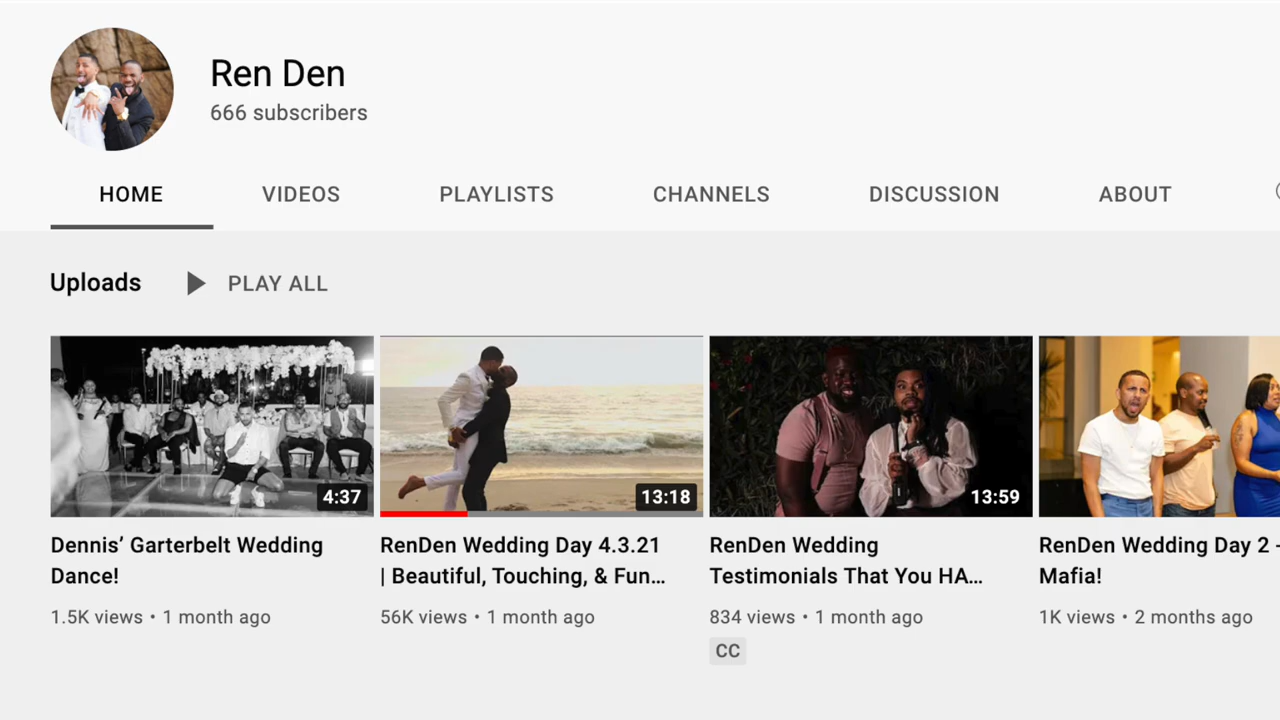 Ren Den
666 subscribers
HOME VIDEOS PLAYLISTS CHANNELS DISCUSSION ABOUT
Uploads PLAY ALL
4:37
13:18
13:59
Dennis’ Garterbelt Wedding
Dance!
1.5K views • 1 month ago
RenDen Wedding Day 4.3.21
| Beautiful, Touching, & Fun...
56K views • 1 month ago
RenDen Wedding
Testimonials That You HA...
834 views • 1 month ago
CC
RenDen Wedding Day 2 -
Mafia!
1K views • 2 months ago